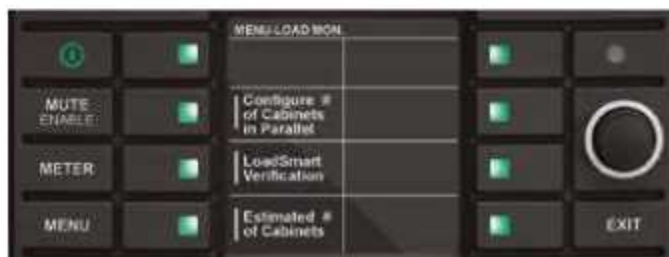 MENU-LOAD MON.
MUTE
ENABLE
Configure #
of Cabinets
in Parallel
METER
LoadSmart
Verification
MENU
Estimated #
of Cabinets
EXIT